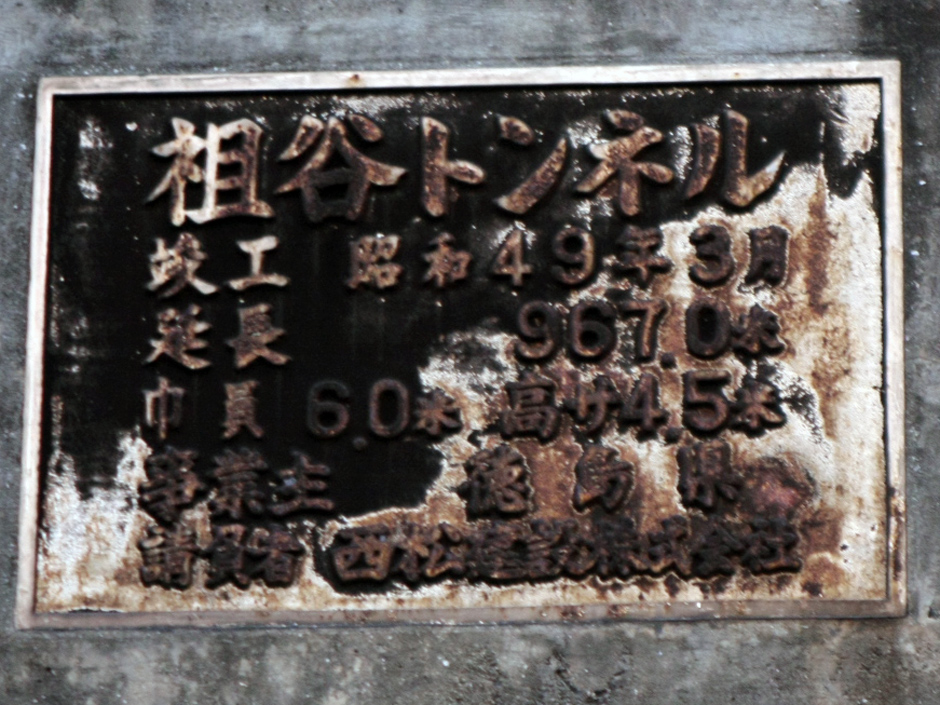 祖谷トンネル
竣工 昭和49年3月
延長 967.0米
巾員 6.0米 高サ4.5米
事業主 徳島県
請負者 西松建設株式会社